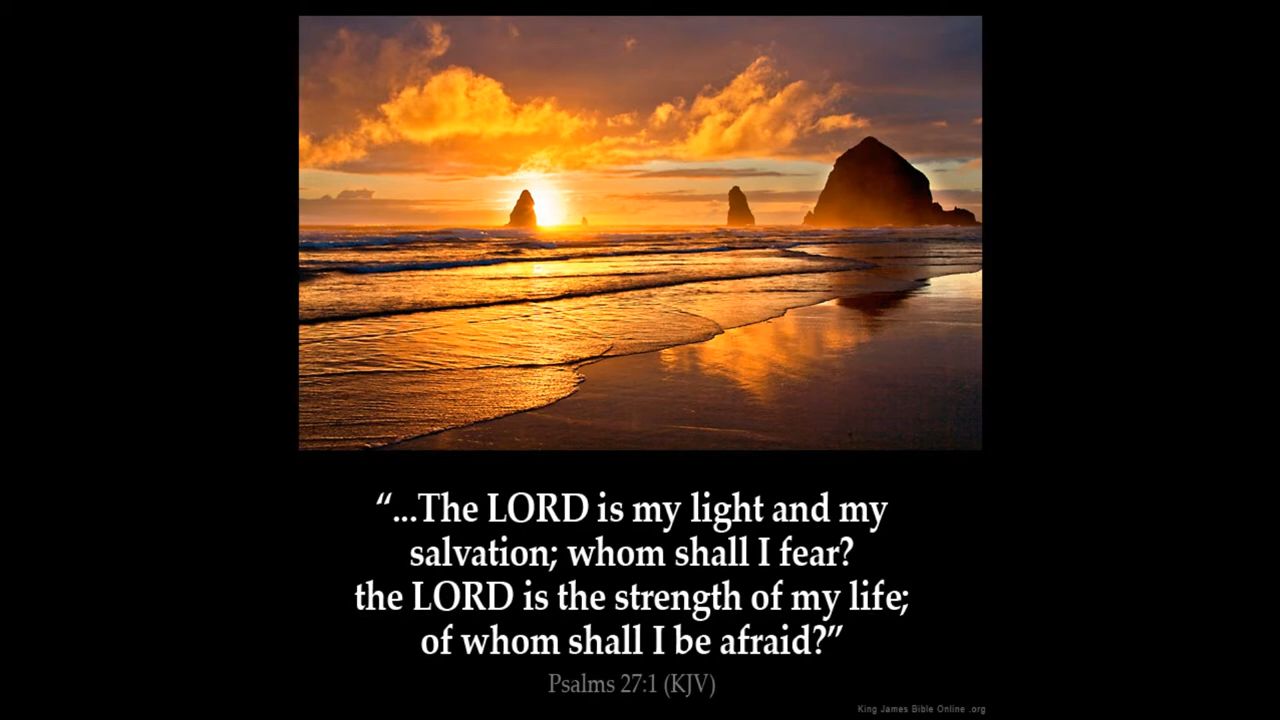 “...The LORD is my light and my
salvation; whom shall I fear?
the LORD is the strength of my life;
of whom shall I be afraid?”
Psalms 27:1 (KJV)
King James Bible Online .org